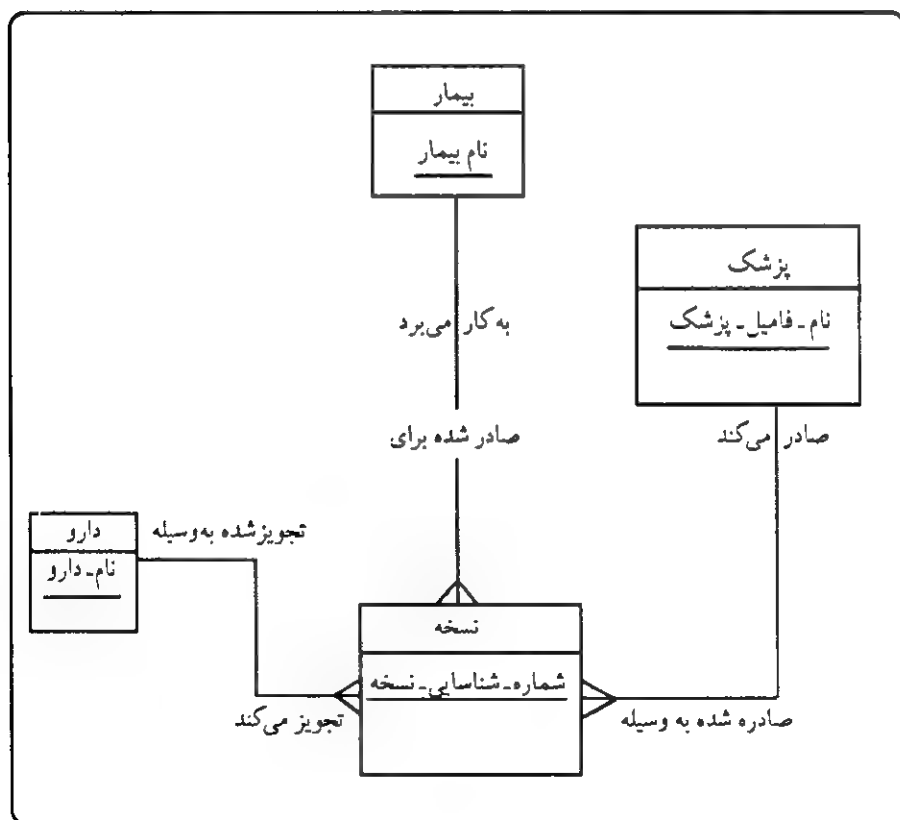 بیمار
نام بیمار
پزشک
نام-فامیل-پزشک
به‌کار می‌برد
صادر شده برای
صادر می‌کند
دارو
نام-دارو
تجویزشده به‌وسیله
تجویز می‌کند
نسخه
شماره-شناسایی-نسخه
صادره شده به وسیله